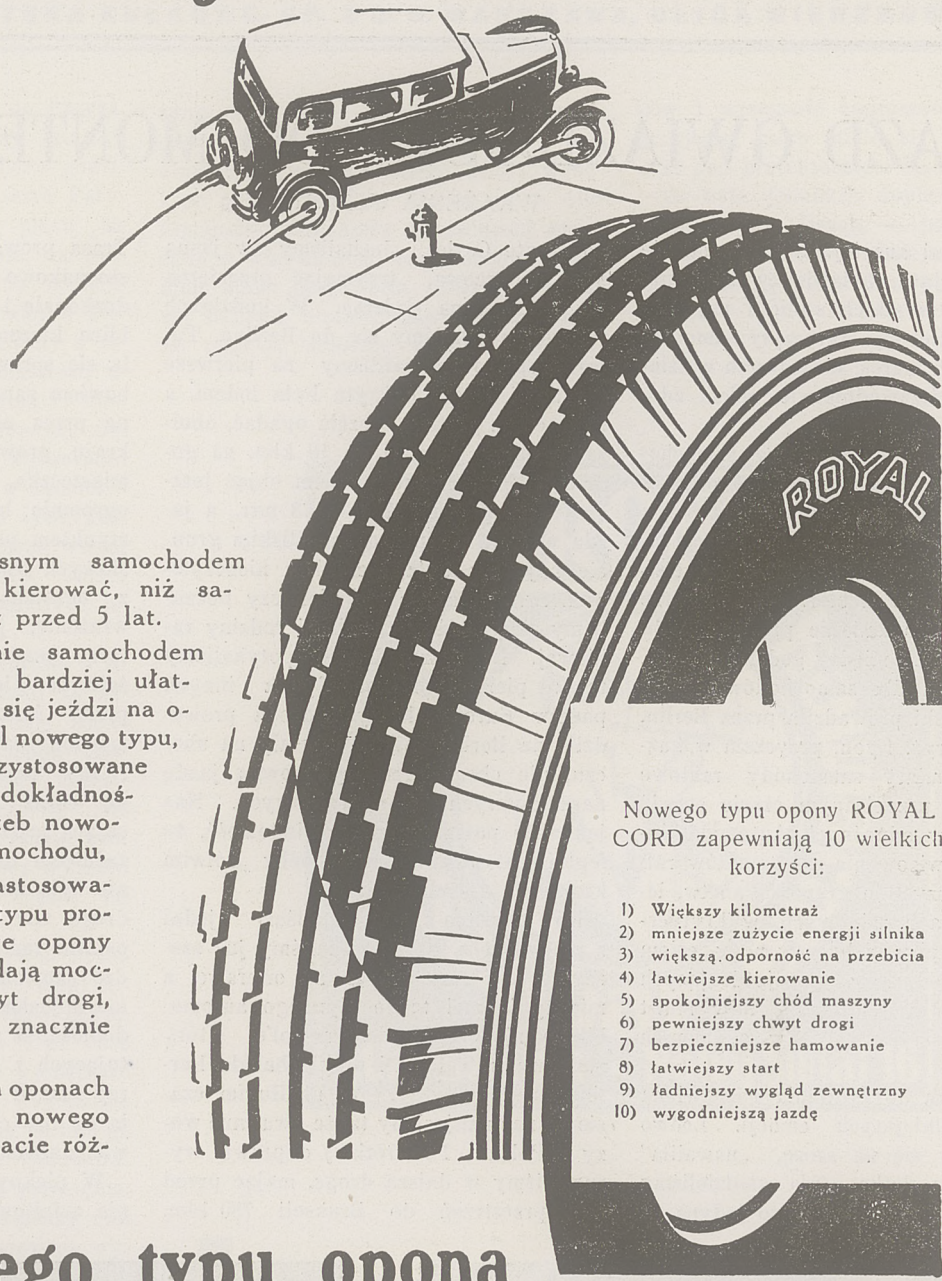 ROYAL
snym samochodem
kierować, niż sa-
przed 5 lat.
nie samochodem
bardziej ułat-
się jeździ na o-
l nowego typu,
zystosowane
dokładnoś-
eb nowo-
mochodu,
astosowa-
typu pro-
e opony
dają moc-
yt drogi,
znacznie
oponach
nowego
acie róż-
Nowego typu opony ROYAL
CORD zapewniają 10 wielkich
korzyści:
1) Większy kilometraż
2) mniejsze zużycie energji silnika
3) większą odporność na przebicia
4) łatwiejsze kierowanie
5) spokojniejszy chód maszyny
6) pewniejszy chwyt drogi
7) bezpieczniejsze hamowanie
8) łatwiejszy start
9) ładniejszy wygląd zewnętrzny
10) wygodniejszą jazdę
ego typu opona